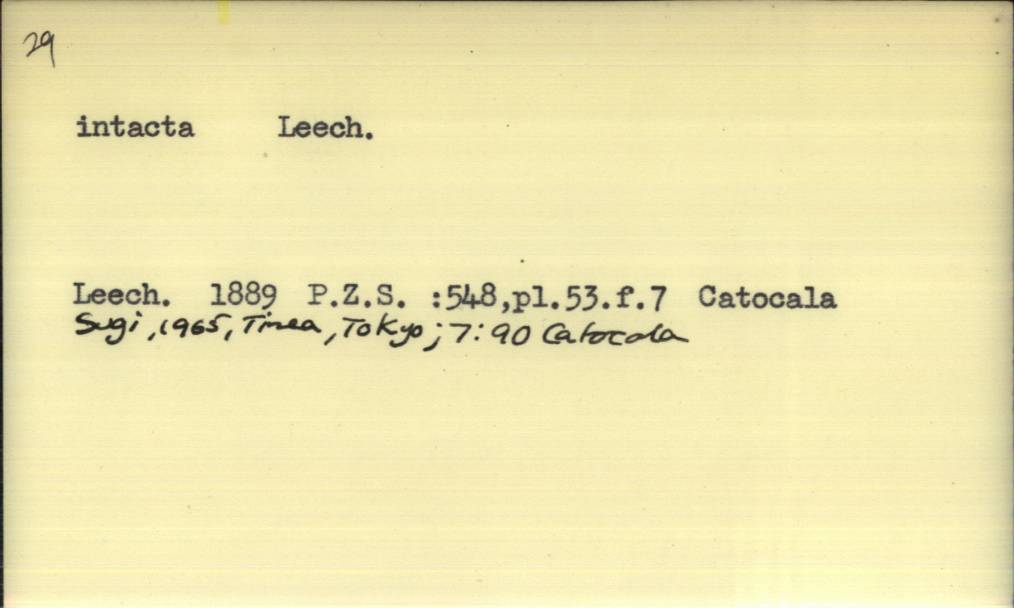 29
intacta Leech.
Leech. 1889 P.Z.S. :548,pl.53.f.7 Catocala
Sugi, 1965, Tinea, Tokyo; 7: 90 Catocala